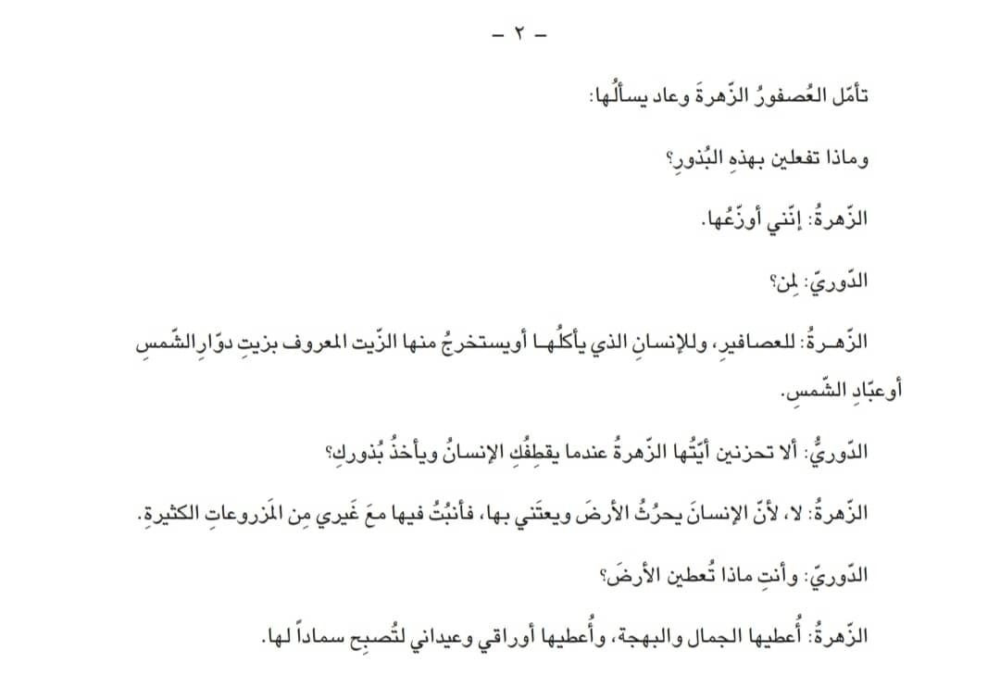 – ٢ –
تأمّل العُصفورُ الزّهرةَ وعاد يسألُها:
وماذا تفعلين بهذهِ البُذورِ؟
الزّهرةُ: إنّني أوزّعُها.
الدّوريّ: لِمن؟
الزّهـرةُ: للعصافيرِ، وللإنسانِ الذي يأكلُهـا أويستخرجُ منها الزّيت المعروف بزيتِ دوّارِ الشّمسِ
أوعبّادِ الشّمسِ.
الدّوريُّ: ألا تحزنين أيّتُها الزّهرةُ عندما يقطِفُكِ الإنسانُ ويأخذُ بُذوركِ؟
الزّهرةُ: لا، لأنّ الإنسانَ يحرُثُ الأرضَ ويعتَني بها، فأنبُتُ فيها معَ غَيري مِن المَزروعاتِ الكثيرةِ.
الدّوريّ: وأنتِ ماذا تُعطين الأرضَ؟
الزّهرةُ: أُعطيها الجمال والبهجة، وأُعطيها أوراقي وعيداني لتُصبِح سماداً لها.